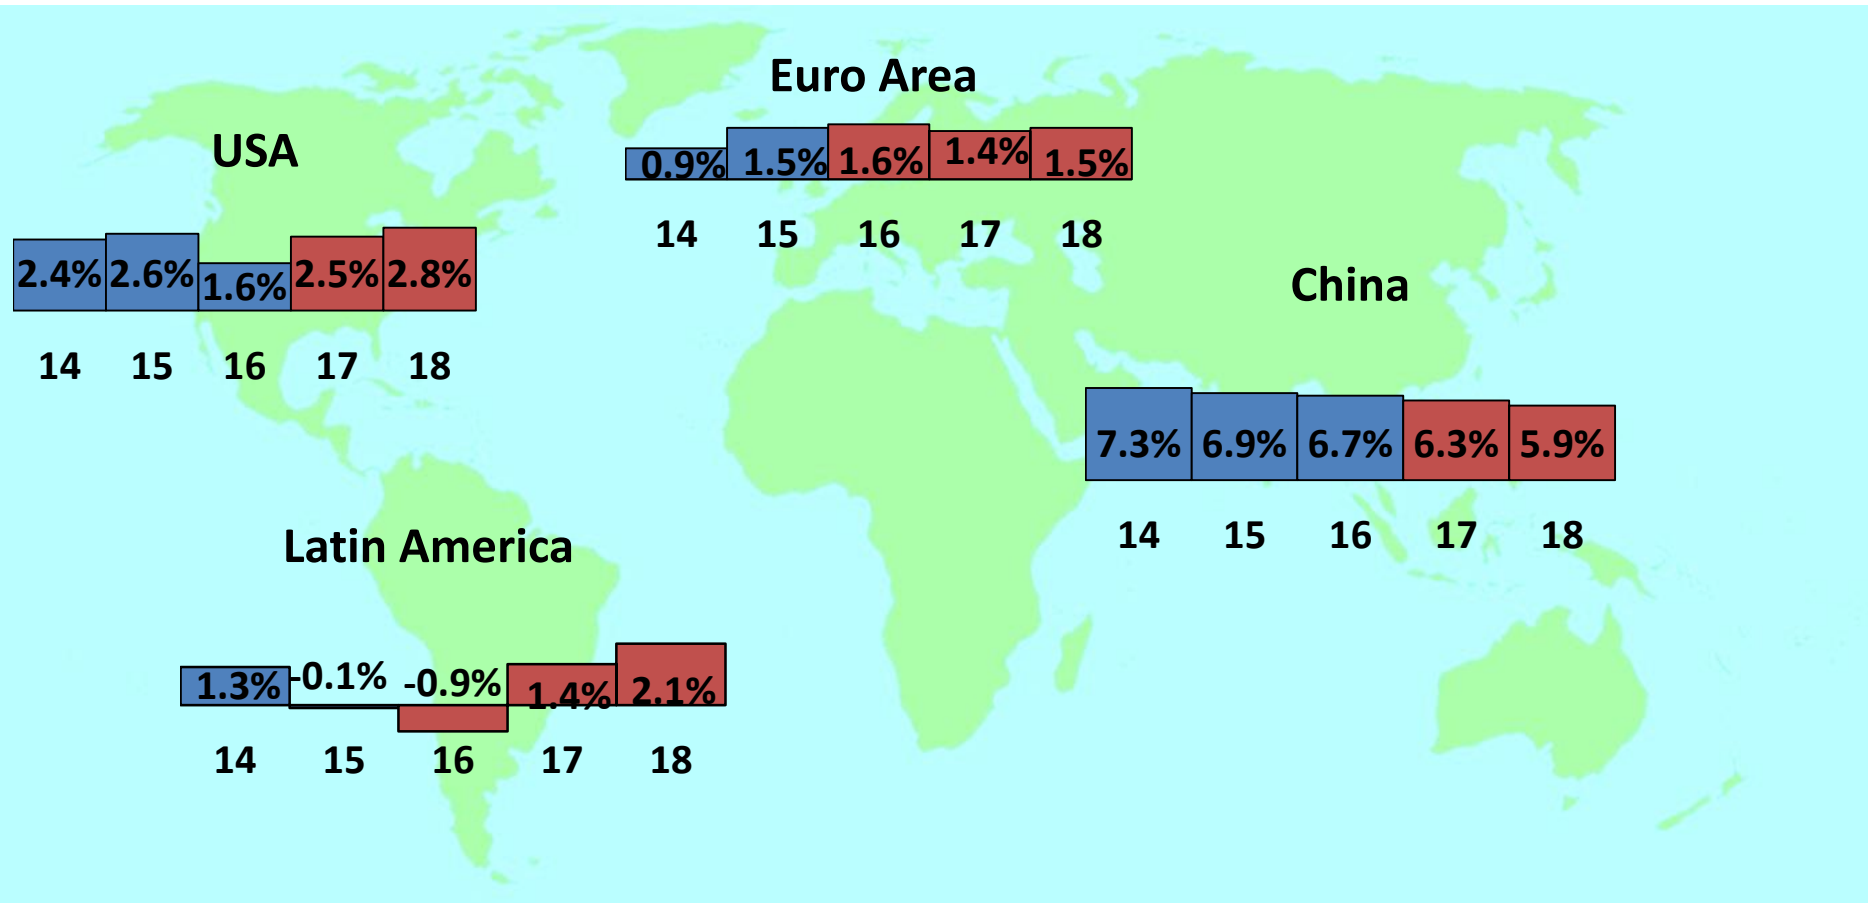 Euro Area
0.9% 1.5% 1.6% 1.4% 1.5%
14 15 16 17 18
USA
2.4% 2.6% 1.6% 2.5% 2.8%
14 15 16 17 18
China
7.3% 6.9% 6.7% 6.3% 5.9%
14 15 16 17 18
Latin America
1.3% -0.1% -0.9% 1.4% 2.1%
14 15 16 17 18